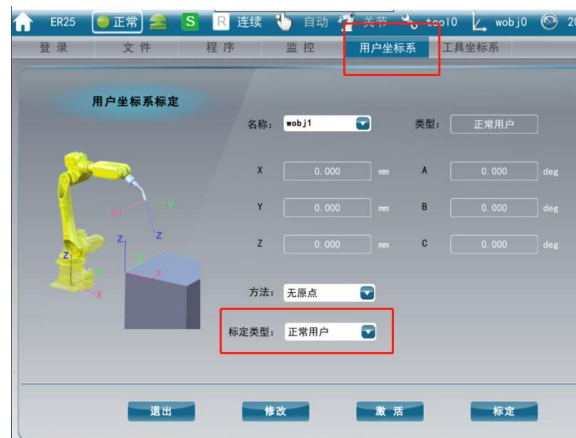 ER25 正常 S R 连续 自动 关节 tool0 wobj0 20
登录 文件 程序 监控 用户坐标系 工具坐标系
用户坐标系标定
名称： wobj1 类型： 正常用户
X 0.000 mm A 0.000 deg
Y 0.000 mm B 0.000 deg
Z 0.000 mm C 0.000 deg
方法： 无原点
标定类型： 正常用户
X Y Z
Z Z X
X
退出 修改 激活 标定